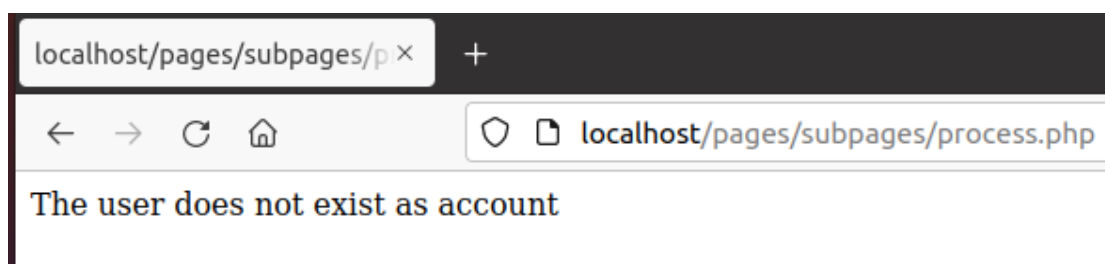 localhost/pages/subpages/p
localhost/pages/subpages/process.php
The user does not exist as account